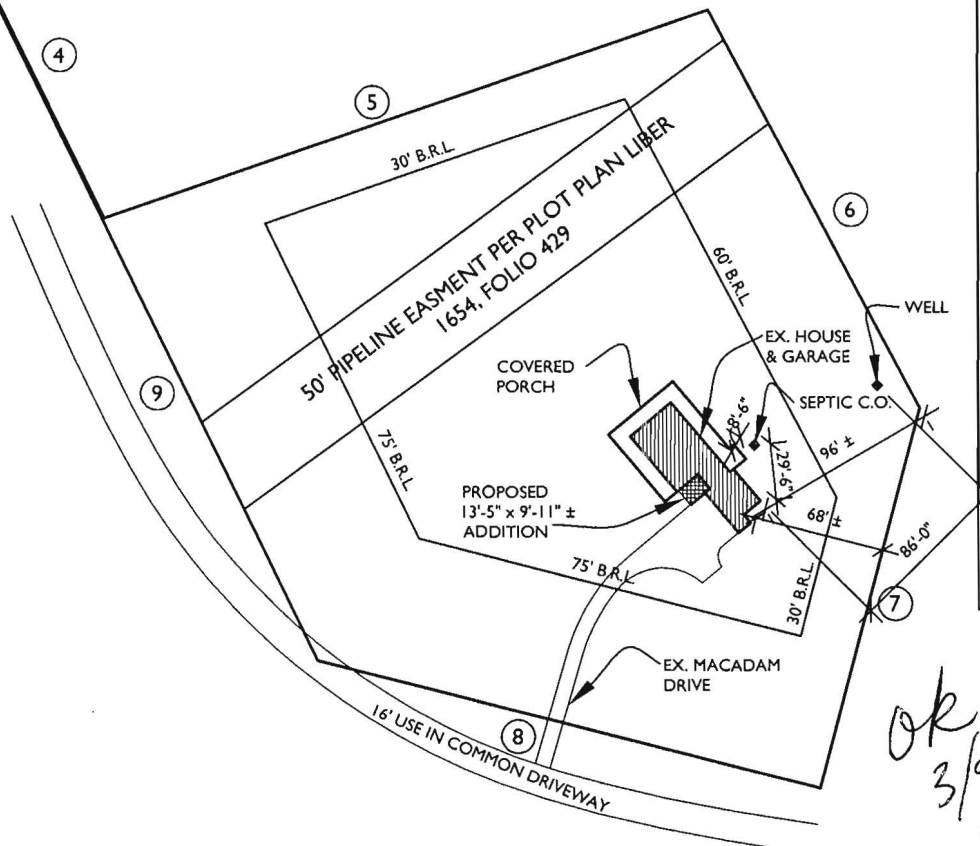 4
5
30' B.R.L.
50' PIPELINE EASMENT PER PLOT PLAN LIBER
1654, FOLIO 429
6
60' B.R.L.
WELL
EX. HOUSE
& GARAGE
COVERED
PORCH
SEPTIC C.O.
8'-6"
9
29'-6"
96' ±
75' B.R.L.
PROPOSED
13'-5" x 9'-11" ±
ADDITION
68' ±
86'-0"
75' B.R.L.
30' B.R.L.
7
EX. MACADAM
DRIVE
8
16' USE IN COMMON DRIVEWAY
ok
3/9